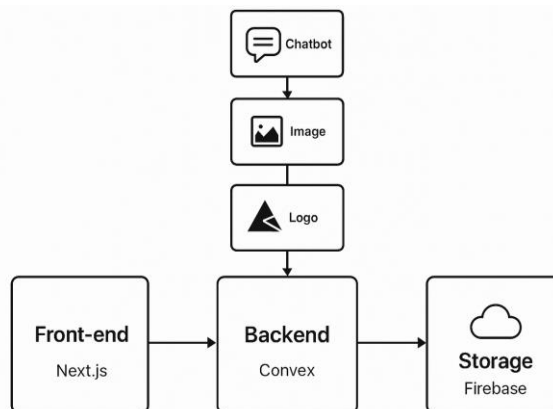 Chatbot
Image
Logo
Front-end
Next.js
Backend
Convex
Storage
Firebase